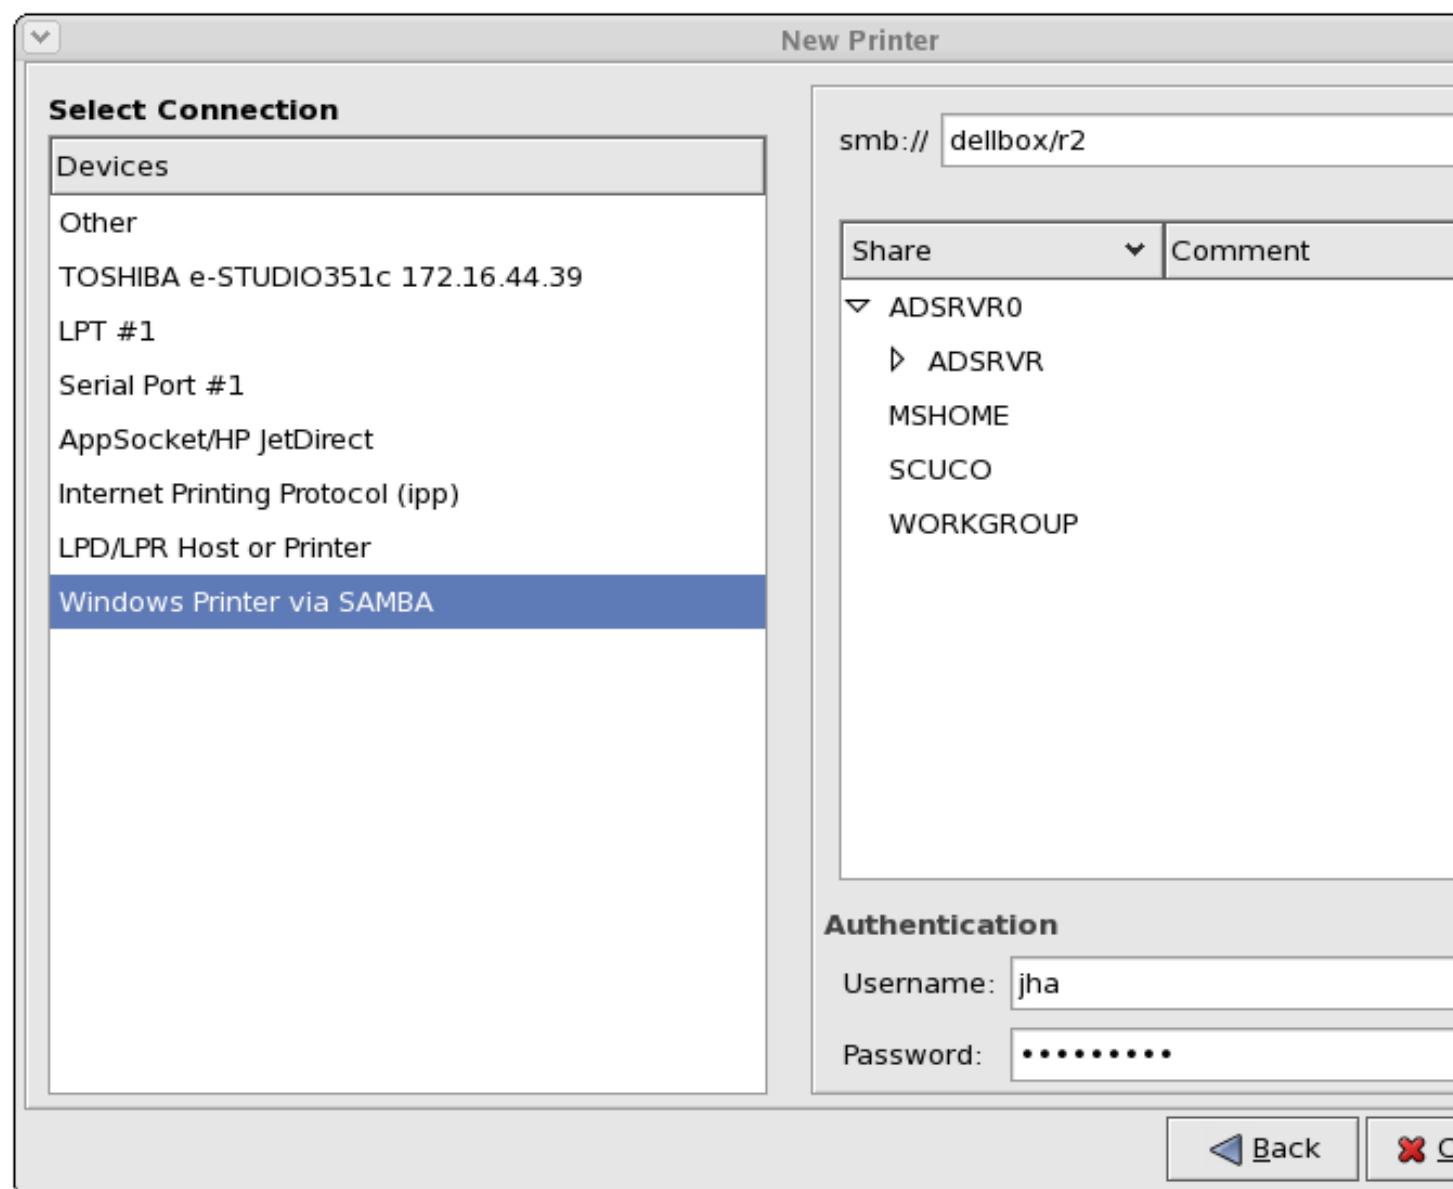 New Printer
Select Connection
Devices
Other
TOSHIBA e-STUDIO351c 172.16.44.39
LPT #1
Serial Port #1
AppSocket/HP JetDirect
Internet Printing Protocol (ipp)
LPD/LPR Host or Printer
Windows Printer via SAMBA
smb:// dellbox/r2
Share Comment
ADSRVR0
ADSRVR
MSHOME
SCUCO
WORKGROUP
Authentication
Username: jha
Password: •••••••••
Back